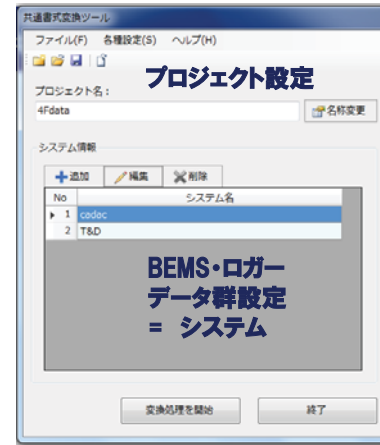 共通書式変換ツール
ファイル(F) 各種設定(S) ヘルプ(H)
プロジェクト設定
プロジェクト名：
4Fdata
名称変更
システム情報
追加 編集 削除
No システム名
1 cadac
2 T&D
BEMS・ロガー
データ群設定
= システム
変換処理を開始 終了